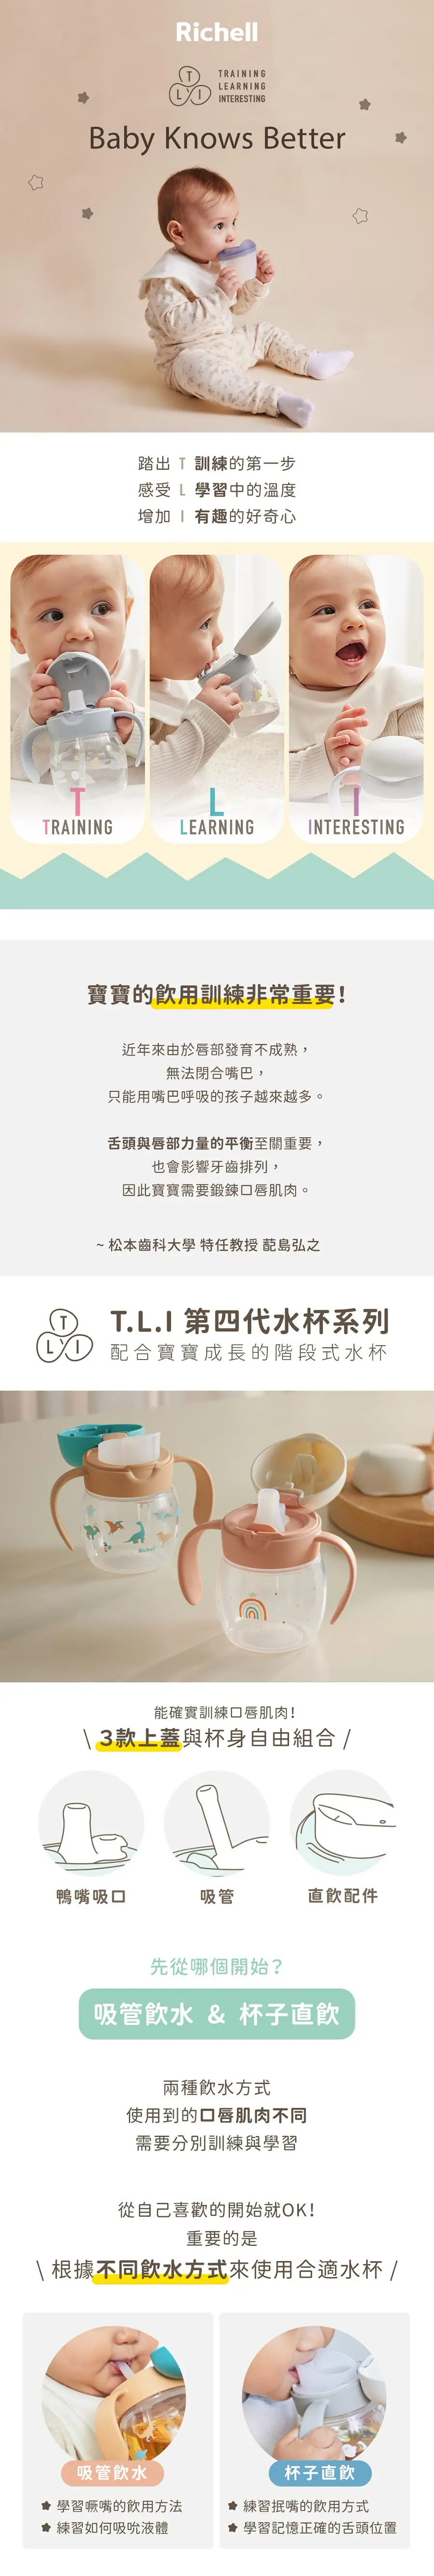 Richell
T L I
TRAINING
LEARNING
INTERESTING
Baby Knows Better
踏出 T 訓練的第一步
感受 L 學習中的溫度
增加 I 有趣的好奇心
T
TRAINING
L
LEARNING
I
INTERESTING
寶寶的飲用訓練非常重要!
近年來由於唇部發育不成熟，
無法閉合嘴巴，
只能用嘴巴呼吸的孩子越來越多。
舌頭與唇部力量的平衡至關重要，
也會影響牙齒排列，
因此寶寶需要鍛鍊口唇肌肉。
~ 松本齒科大學 特任教授 蓜島弘之
T L I
T.L.I 第四代水杯系列
配合寶寶成長的階段式水杯
Richell
能確實訓練口唇肌肉!
\ 3款上蓋與杯身自由組合 /
鴨嘴吸口
吸管
直飲配件
先從哪個開始?
吸管飲水 & 杯子直飲
兩種飲水方式
使用到的口唇肌肉不同
需要分別訓練與學習
從自己喜歡的開始就OK!
重要的是
\ 根據不同飲水方式來使用合適水杯 /
吸管飲水
學習噘嘴的飲用方法
練習如何吸吮液體
杯子直飲
練習抿嘴的飲用方式
學習記憶正確的舌頭位置